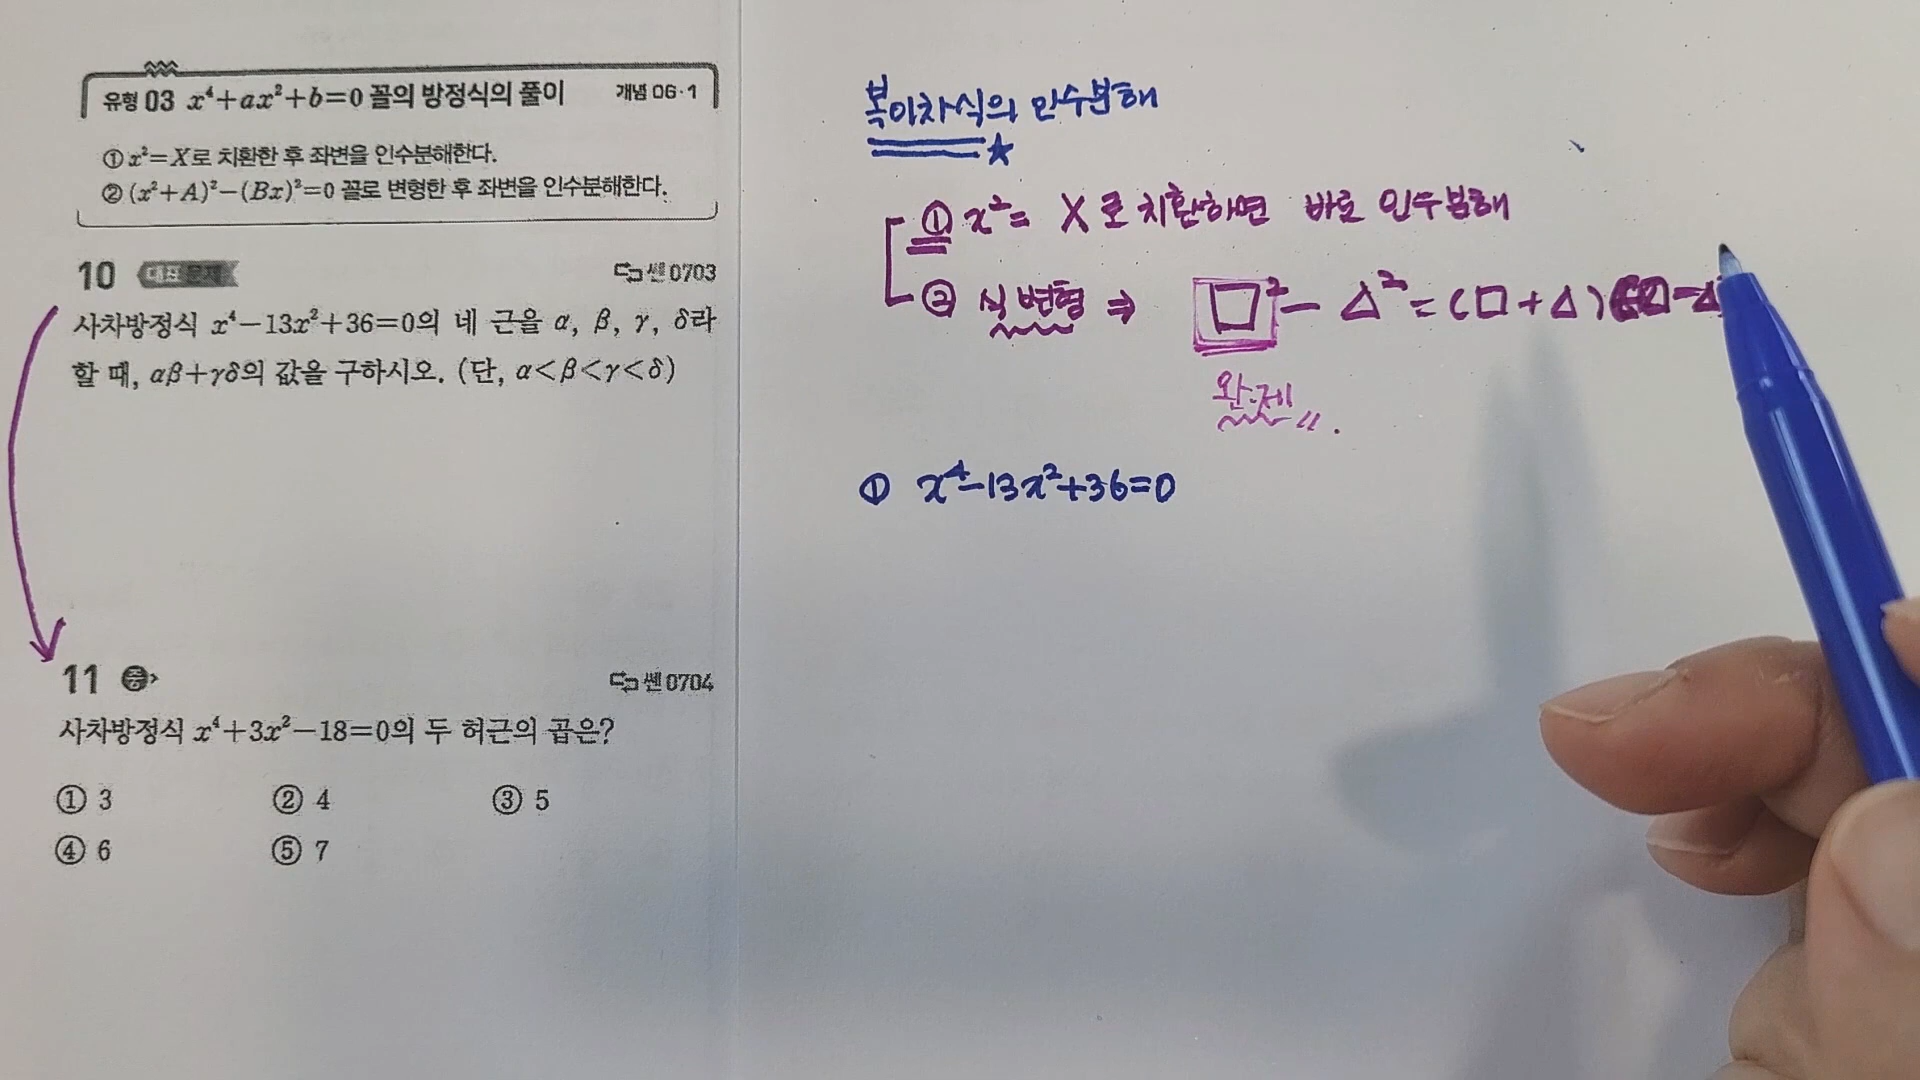 유형 03 x⁴+ax²+b=0 꼴의 방정식의 풀이 개념 06·1
① x²=X로 치환한 후 좌변을 인수분해한다.
② (x²+A)²-(Bx)²=0 꼴로 변형한 후 좌변을 인수분해한다.
10 대표 문제 쎈 0703
사차방정식 x⁴-13x²+36=0의 네 근을 α, β, γ, δ라
할 때, αβ+γδ의 값을 구하시오. (단, α<β<γ<δ)
11 중 쎈 0704
사차방정식 x⁴+3x²-18=0의 두 허근의 곱은?
① 3 ② 4 ③ 5
④ 6 ⑤ 7
복이차식의 인수분해
① x²= X로 치환하면 바로 인수분해
② 식 변형 ⇒ □² - △² = (□+△)(□-△
완.제
① x⁴-13x²+36=0